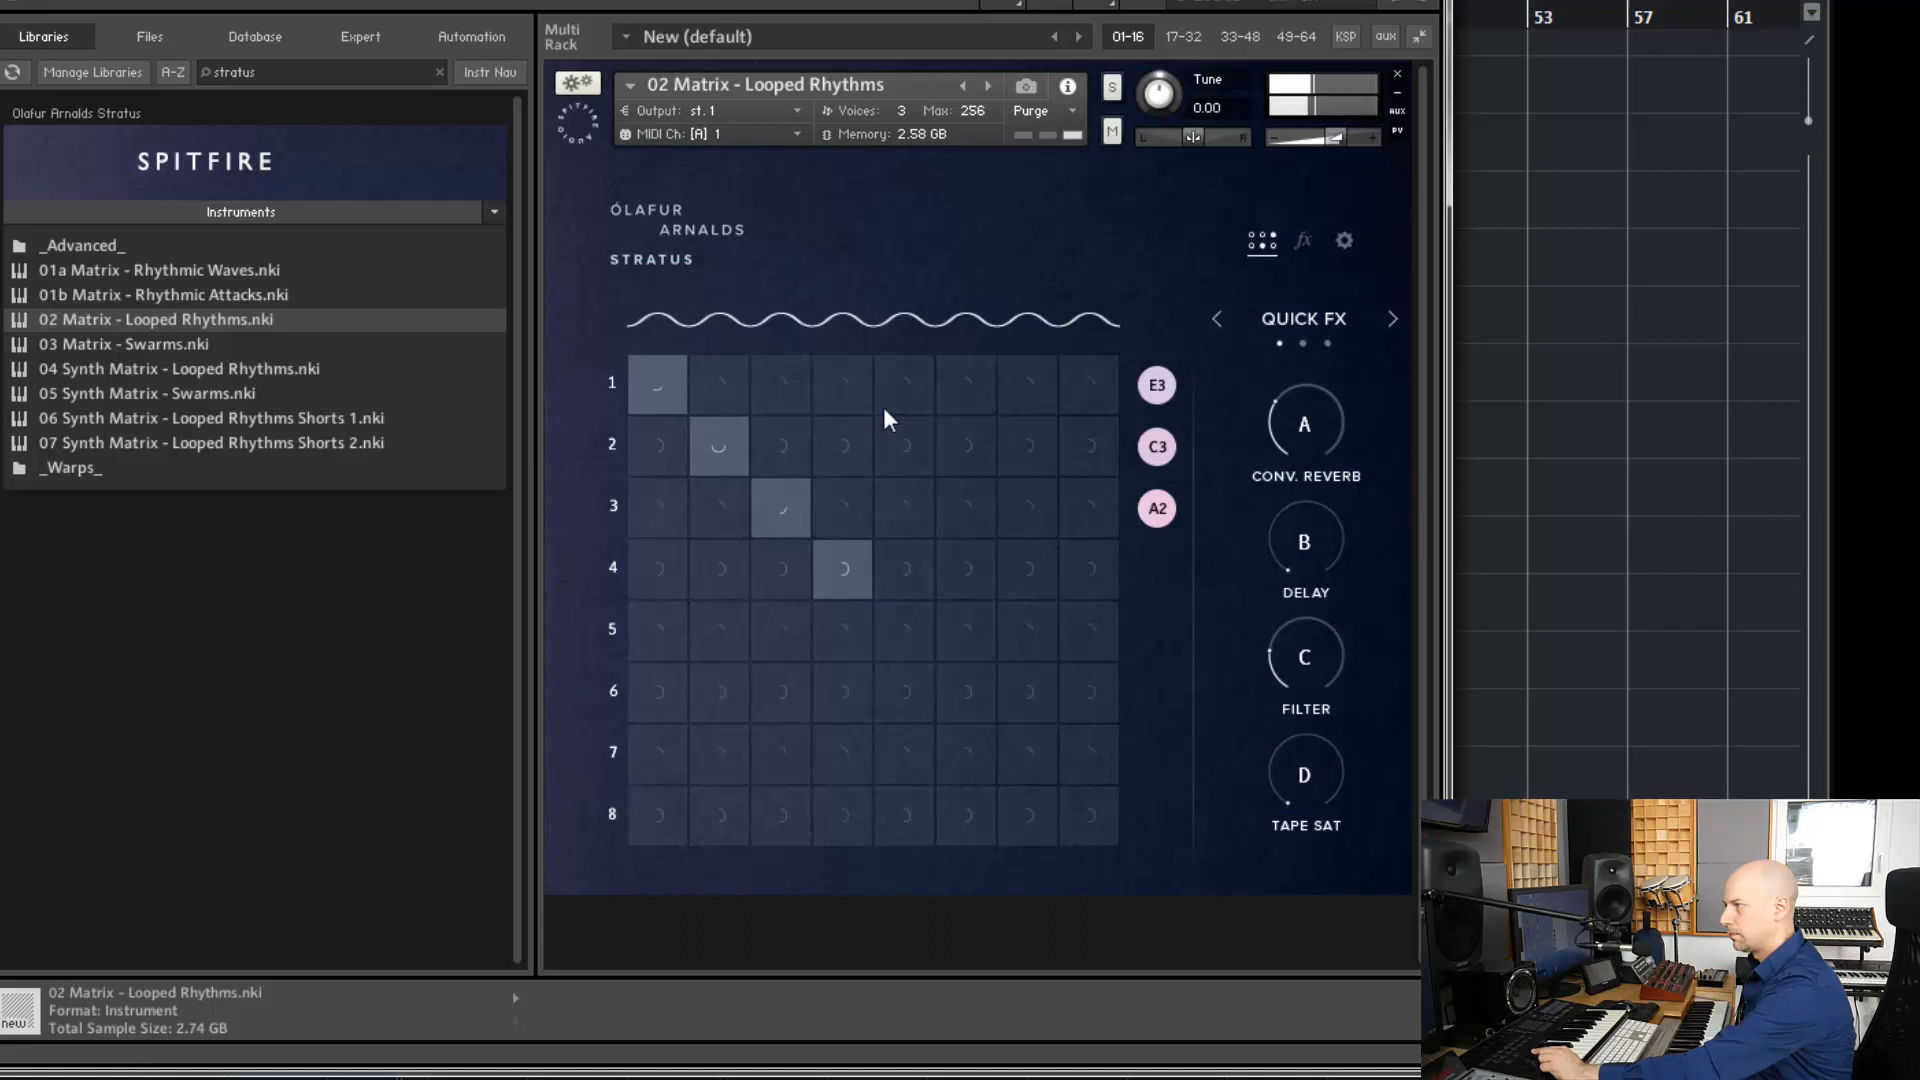 53
57
61
Libraries
Files
Database
Expert
Automation
Multi
Rack
New (default)
01-16
17-32
33-48
49-64
KSP
aux
Manage Libraries
A-Z
stratus
×
Instr Nav
02 Matrix - Looped Rhythms
S
Tune
0.00
Output: st.1
Voices: 3
Max: 256
Purge
AUX
MIDI Ch: [A] 1
Memory: 2.58 GB
M
L
R
PV
Olafur Arnalds Stratus
SPITFIRE
Instruments
_Advanced_
01a Matrix - Rhythmic Waves.nki
01b Matrix - Rhythmic Attacks.nki
02 Matrix - Looped Rhythms.nki
03 Matrix - Swarms.nki
04 Synth Matrix - Looped Rhythms.nki
05 Synth Matrix - Swarms.nki
06 Synth Matrix - Looped Rhythms Shorts 1.nki
07 Synth Matrix - Looped Rhythms Shorts 2.nki
_Warps_
ÓLAFUR
ARNALDS
STRATUS
fx
QUICK FX
1
2
3
4
5
6
7
8
E3
C3
A2
A
CONV. REVERB
B
DELAY
C
FILTER
D
TAPE SAT
new
02 Matrix - Looped Rhythms.nki
Format: Instrument
Total Sample Size: 2.74 GB